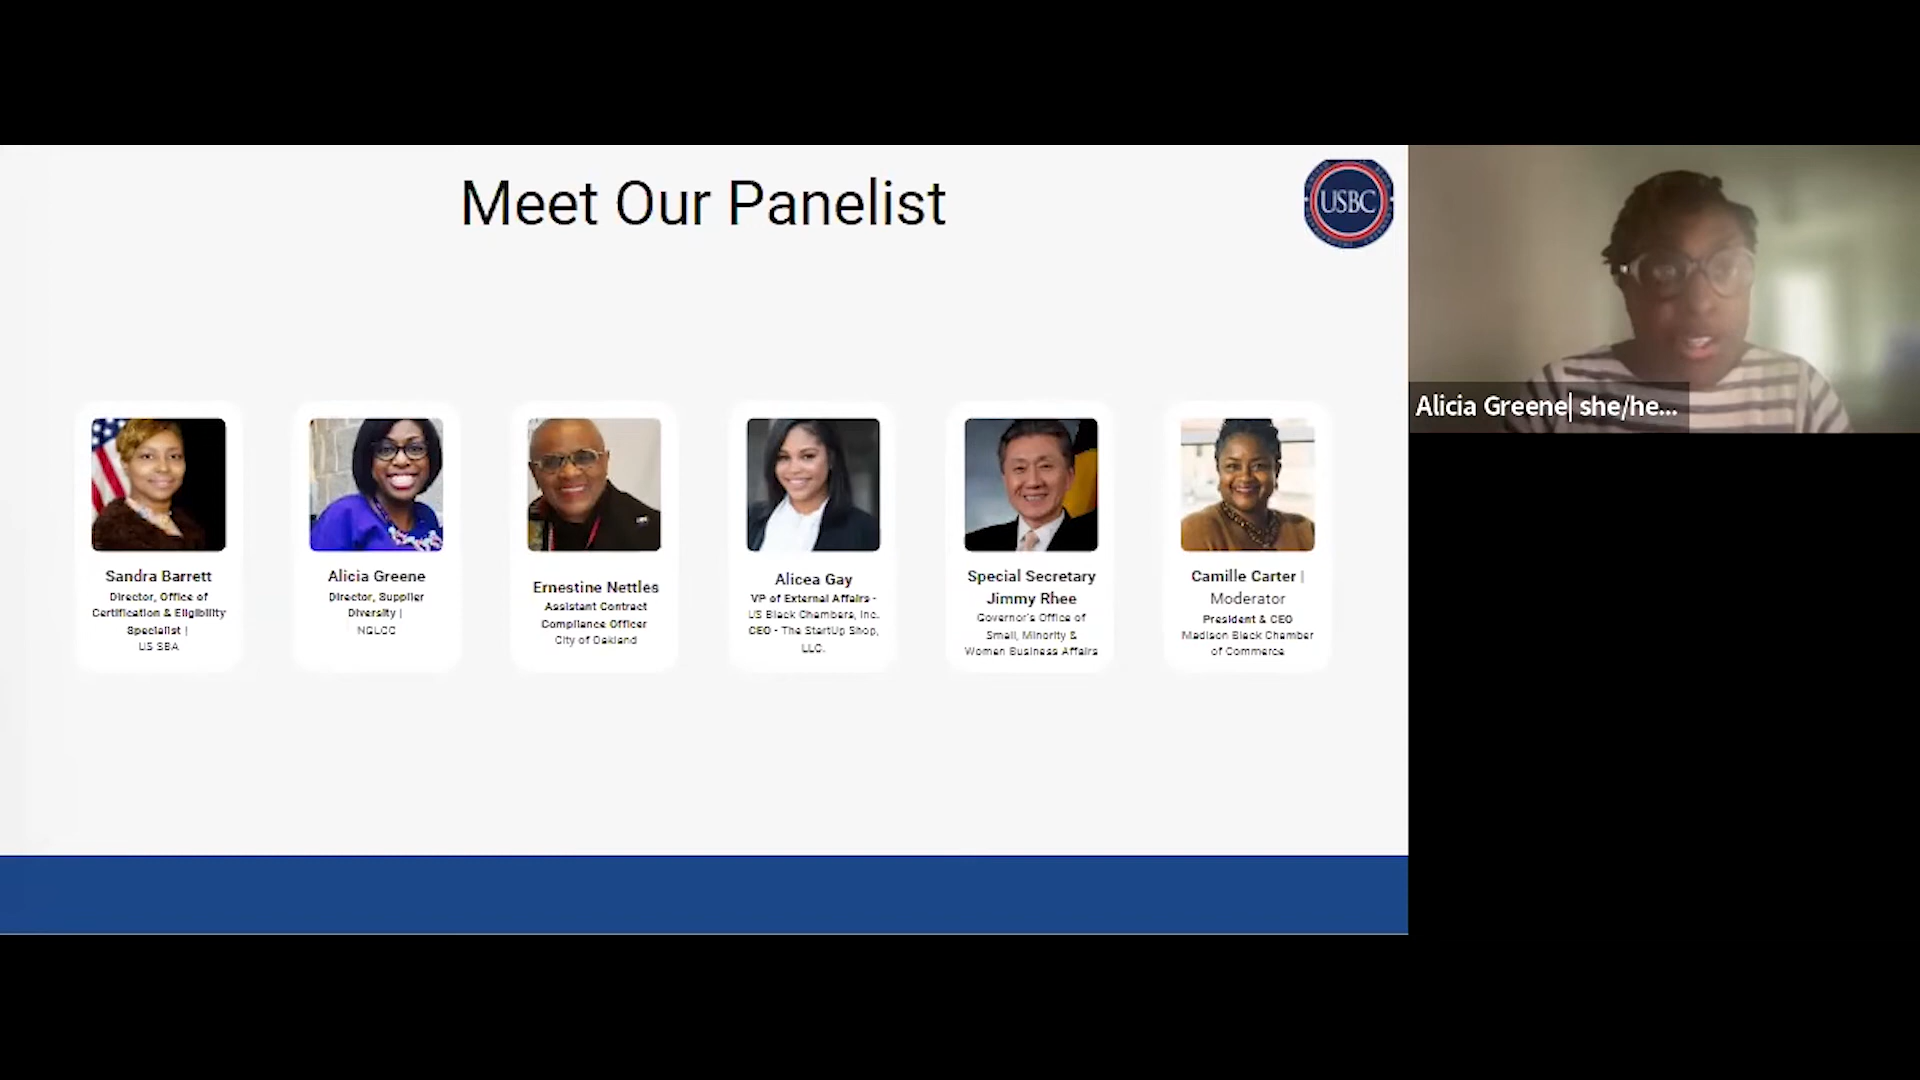 Meet Our Panelist
USBC
Alicia Greene| she/he...
Sandra Barrett
Director, Office of
Certification & Eligibility
Specialist |
US SBA
Alicia Greene
Director, Supplier
Diversity |
NGLCC
Ernestine Nettles
Assistant Contract
Compliance Officer
City of Oakland
Alicea Gay
VP of External Affairs -
US Black Chambers, Inc.
CEO - The StartUp Shop,
LLC.
Special Secretary
Jimmy Rhee
Governor's Office of
Small, Minority &
Women Business Affairs
Camille Carter |
Moderator
President & CEO
Madison Black Chamber
of Commerce